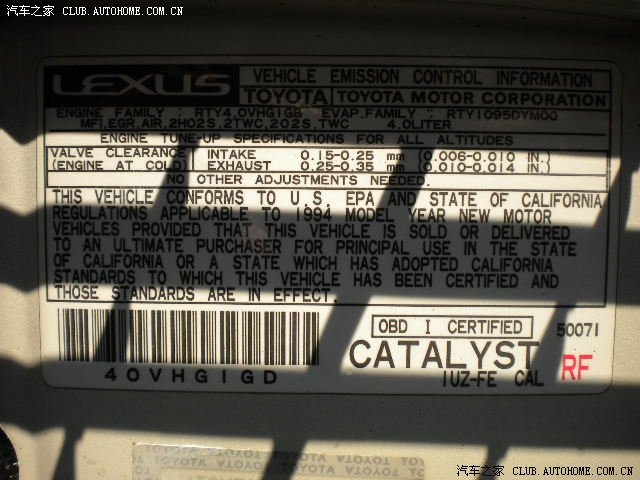 汽车之家 CLUB.AUTOHOME.COM.CN
LEXUS VEHICLE EMISSION CONTROL INFORMATION
TOYOTA TOYOTA MOTOR CORPORATION
ENGINE FAMILY : RTY4.0VHG1GB EVAP.FAMILY : RTY1095DYM00
MFI,EGR,AIR,2HO2S,2TWC,2O2S,TWC 4.0LITER
ENGINE TUNE-UP SPECIFICATIONS FOR ALL ALTITUDES
VALVE CLEARANCE INTAKE 0.15-0.25 mm (0.006-0.010 IN.)
(ENGINE AT COLD) EXHAUST 0.25-0.35 mm (0.010-0.014 IN.)
NO OTHER ADJUSTMENTS NEEDED.
THIS VEHICLE CONFORMS TO U.S. EPA AND STATE OF CALIFORNIA
REGULATIONS APPLICABLE TO 1994 MODEL YEAR NEW MOTOR
VEHICLES PROVIDED THAT THIS VEHICLE IS SOLD OR DELIVERED
TO AN ULTIMATE PURCHASER FOR PRINCIPAL USE IN THE STATE
OF CALIFORNIA OR A STATE WHICH HAS ADOPTED CALIFORNIA
STANDARDS TO WHICH THIS VEHICLE HAS BEEN CERTIFIED AND
THOSE STANDARDS ARE IN EFFECT.
OBD I CERTIFIED 50071
CATALYST RF
40VHG1GD 1UZ-FE CAL
TOYOTA TOYOTA TOYOTA TOYOTA
汽车之家 CLUB.AUTOHOME.COM.CN